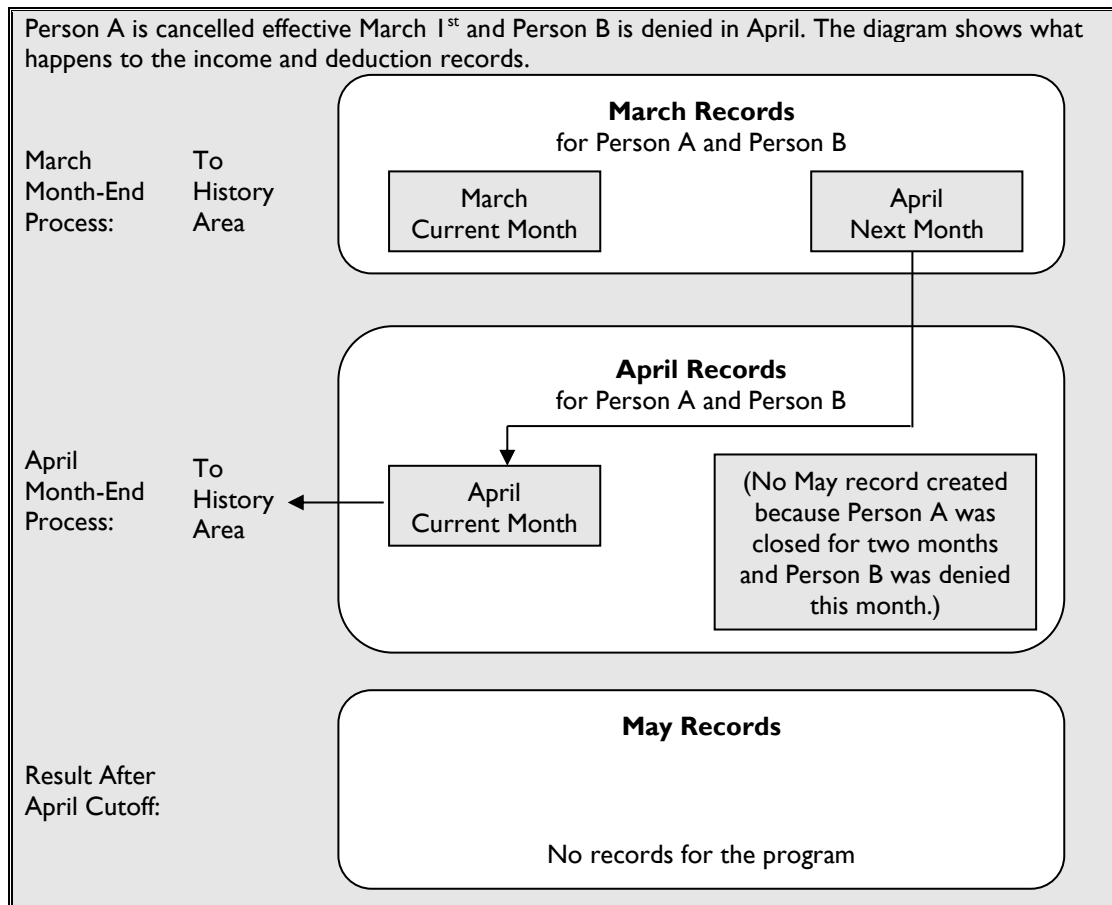 Person A is cancelled effective March 1st and Person B is denied in April. The diagram shows what
happens to the income and deduction records.
March Records
for Person A and Person B
March
Month-End
Process:
To
History
Area
March
Current Month
April
Next Month
April Records
for Person A and Person B
April
Month-End
Process:
To
History
Area
April
Current Month
(No May record created
because Person A was
closed for two months
and Person B was denied
this month.)
May Records
Result After
April Cutoff:
No records for the program